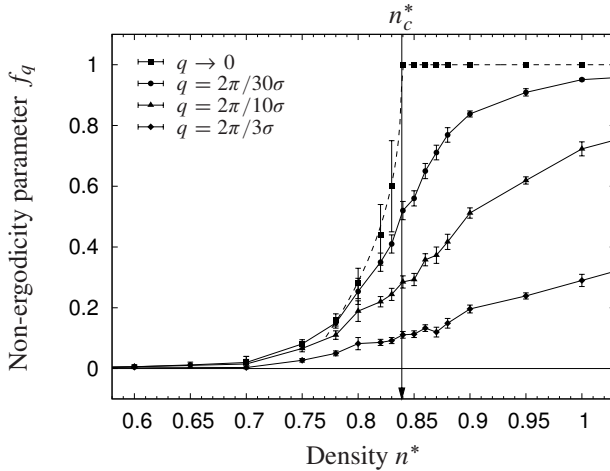 n*c
Non-ergodicity parameter fq
q → 0
q = 2π/30σ
q = 2π/10σ
q = 2π/3σ
1
0.8
0.6
0.4
0.2
0
0.6 0.65 0.7 0.75 0.8 0.85 0.9 0.95 1
Density n*